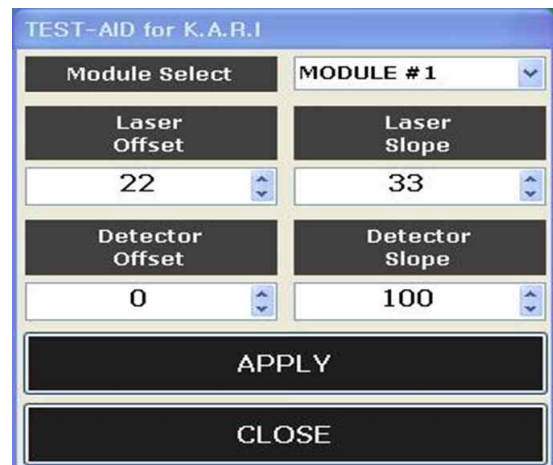 TEST-AID for K.A.R.I
Module Select
MODULE #1
Laser
Offset
Laser
Slope
22
33
Detector
Offset
Detector
Slope
0
100
APPLY
CLOSE